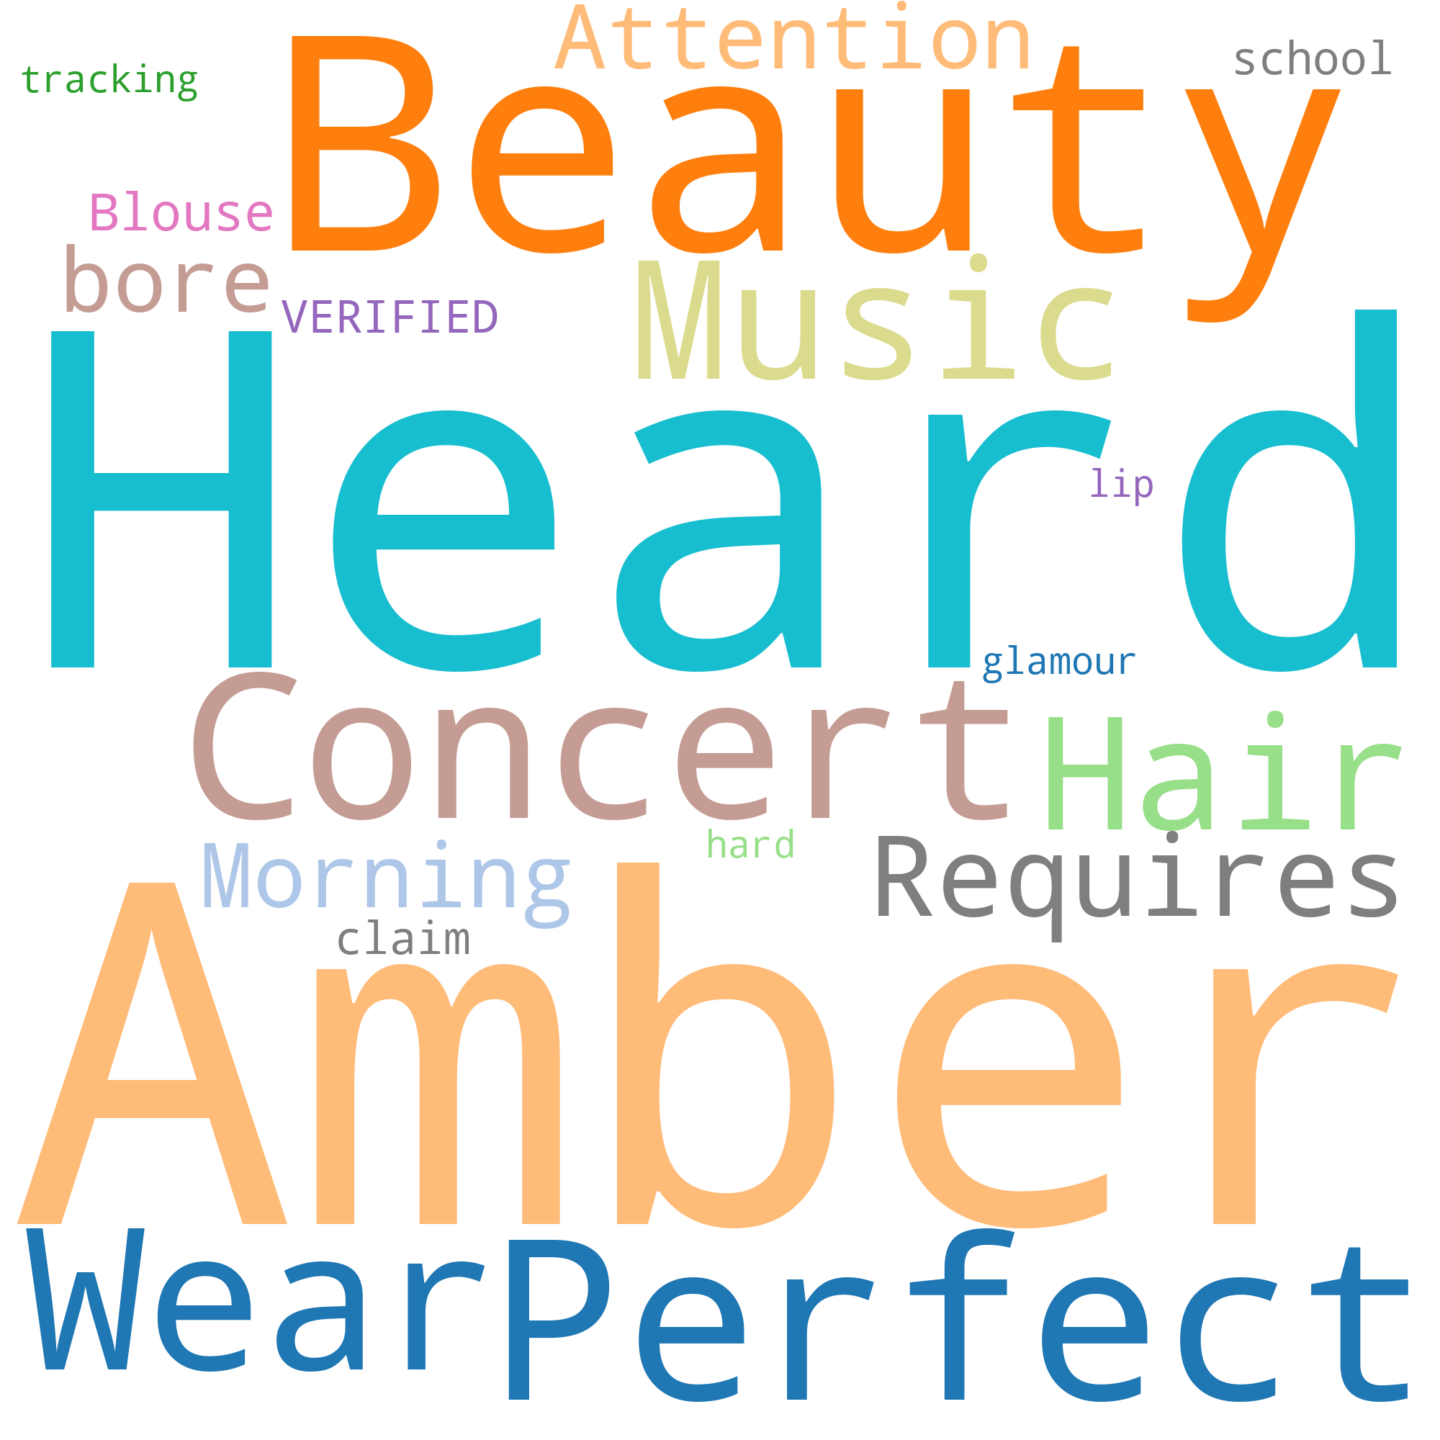 Attention
school
tracking
Beauty
Blouse
bore
VERIFIED
Music
Heard
lip
glamour
Concert
Hair
hard
Morning
Requires
claim
Amber
Wear
Perfect